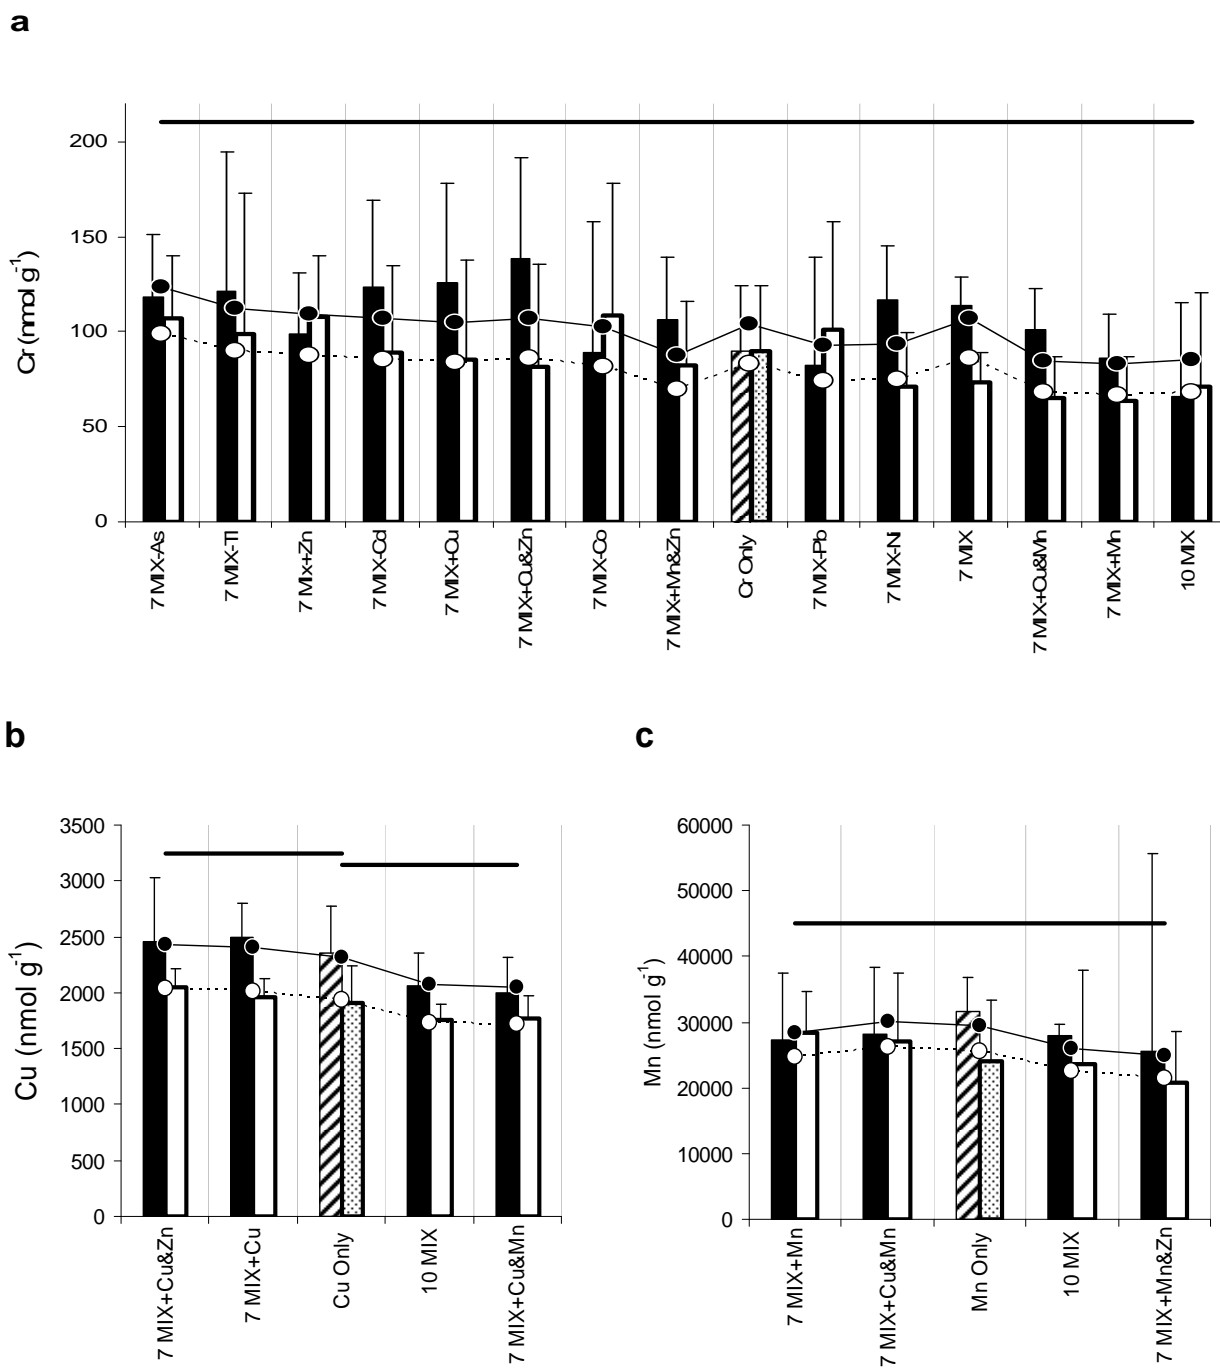 a
200
150
100
50
0
Cr (nmol g-1)
7 MIX-As
7 MIX-Tl
7 MIx+Zn
7 MIX-Cd
7 MIX+Cu
7 MIX+Cu&Zn
7 MIX-Co
7 MIX+Mn&Zn
Cr Only
7 MIX-Pb
7 MIX-Ni
7 MIX
7 MIX+Cu&Mn
7 MIX+Mn
10 MIX
b
3500
3000
2500
2000
1500
1000
500
0
Cu (nmol g-1)
7 MIX+Cu&Zn
7 MIX+Cu
Cu Only
10 MIX
7 MIX+Cu&Mn
c
60000
50000
40000
30000
20000
10000
0
Mn (nmol g-1)
7 MIX+Mn
7 MIX+Cu&Mn
Mn Only
10 MIX
7 MIX+Mn&Zn